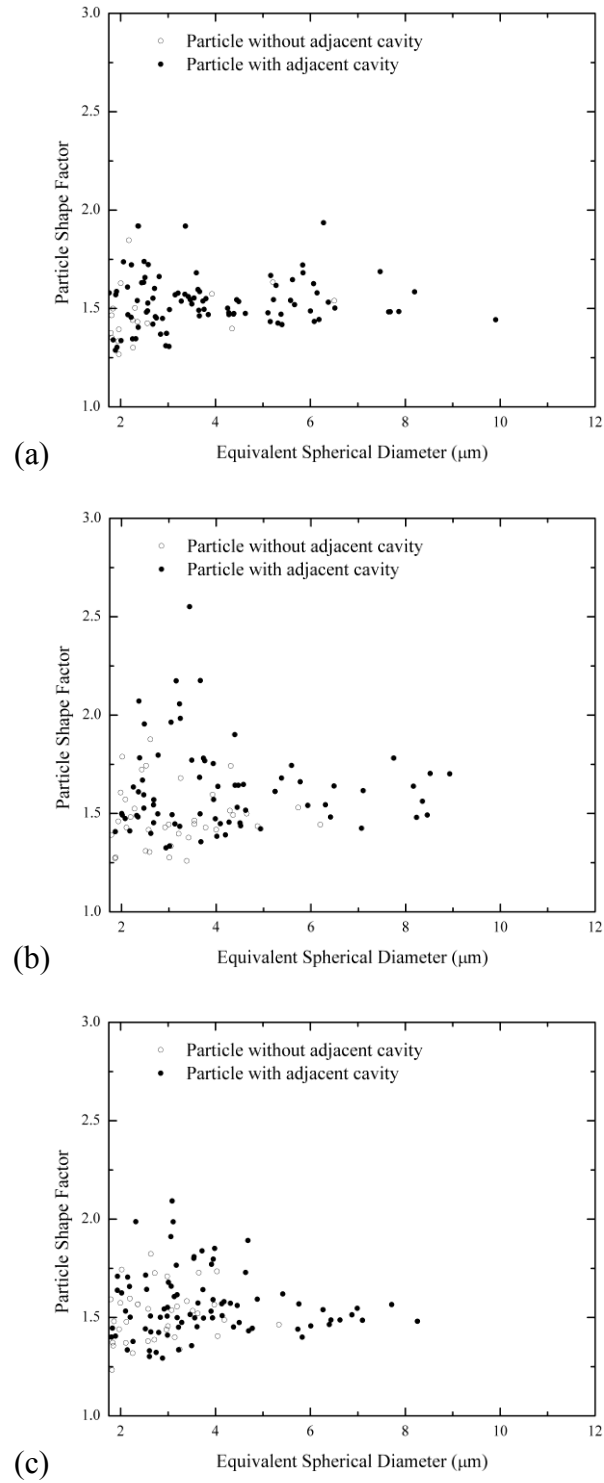 3.0
Particle without adjacent cavity
Particle with adjacent cavity
2.5
Particle Shape Factor
2.0
1.5
1.0
2 4 6 8 10 12
Equivalent Spherical Diameter (μm)
(a)
3.0
Particle without adjacent cavity
Particle with adjacent cavity
2.5
Particle Shape Factor
2.0
1.5
1.0
2 4 6 8 10 12
Equivalent Spherical Diameter (μm)
(b)
3.0
Particle without adjacent cavity
Particle with adjacent cavity
2.5
Particle Shape Factor
2.0
1.5
1.0
2 4 6 8 10 12
Equivalent Spherical Diameter (μm)
(c)